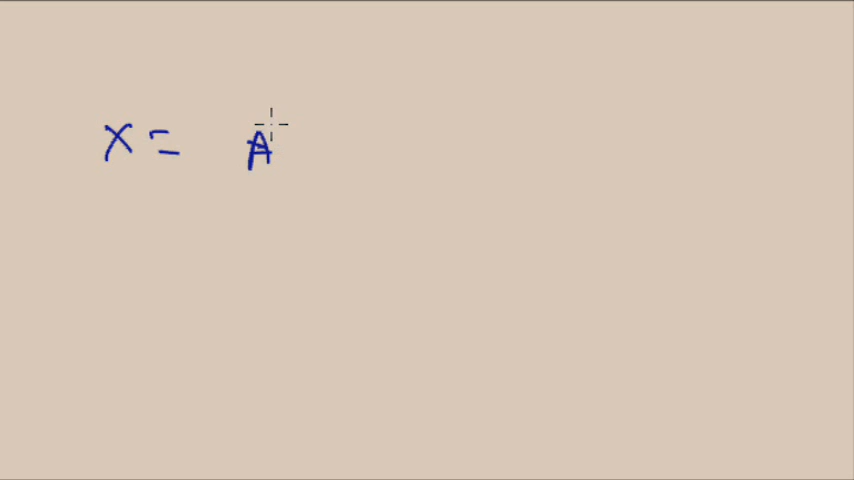 X = A